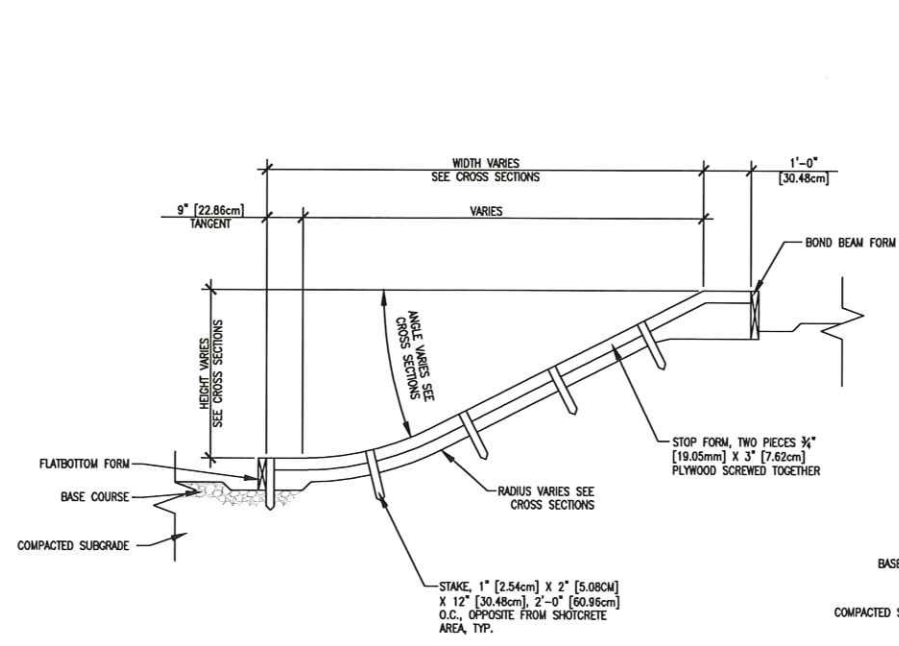 WIDTH VARIES
SEE CROSS SECTIONS
1'-0"
[30.48cm]
9" [22.86cm]
TANGENT
VARIES
BOND BEAM FORM
HEIGHT VARIES
SEE CROSS SECTIONS
ANGLE VARIES SEE
CROSS SECTIONS
STOP FORM, TWO PIECES ¾"
[19.05mm] X 3" [7.62cm]
PLYWOOD SCREWED TOGETHER
FLATBOTTOM FORM
BASE COURSE
RADIUS VARIES SEE
CROSS SECTIONS
COMPACTED SUBGRADE
STAKE, 1" [2.54cm] X 2" [5.08CM]
X 12" [30.48cm], 2'-0" [60.96cm]
O.C., OPPOSITE FROM SHOTCRETE
AREA, TYP.
BASE
COMPACTED S